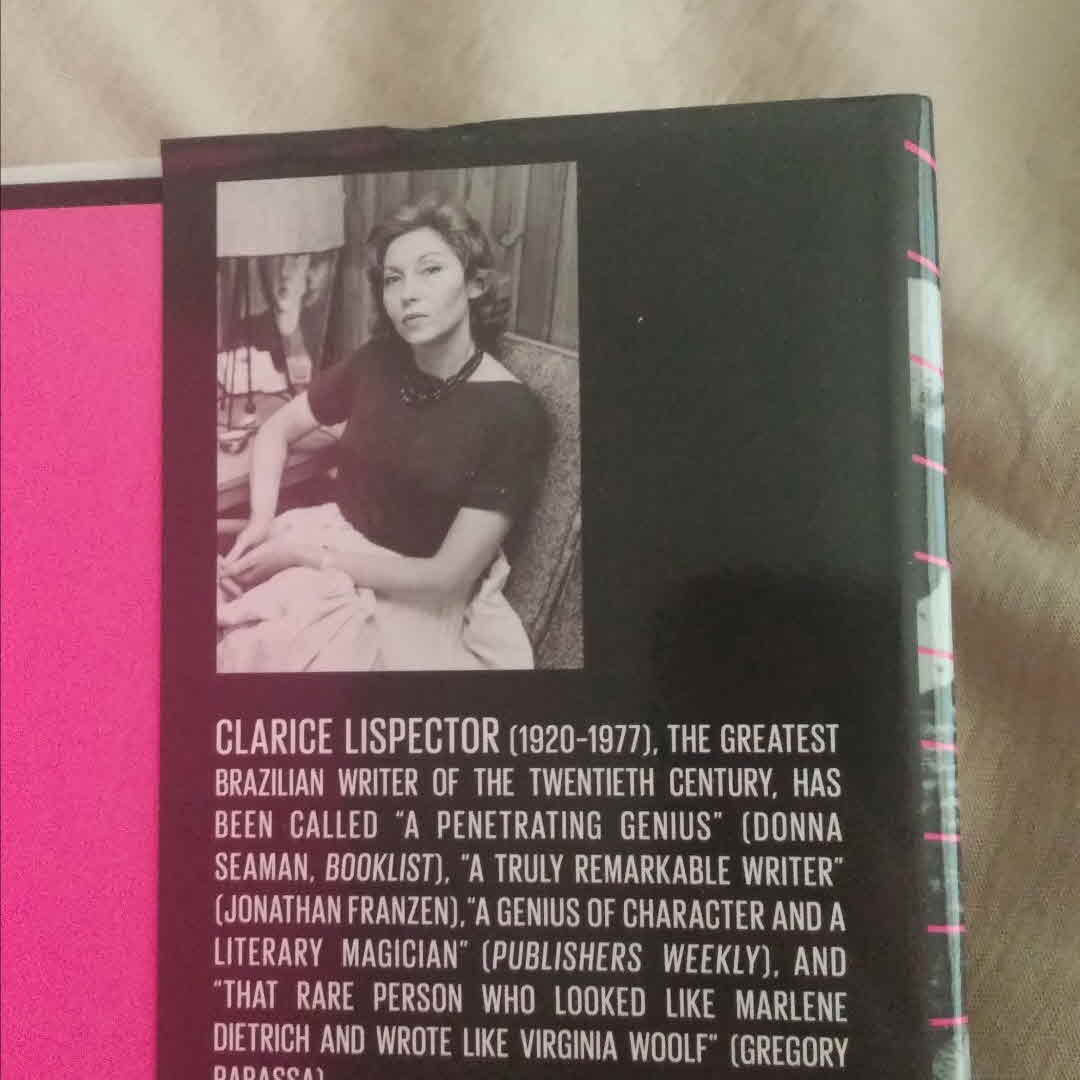 CLARICE LISPECTOR (1920–1977), THE GREATEST
BRAZILIAN WRITER OF THE TWENTIETH CENTURY, HAS
BEEN CALLED “A PENETRATING GENIUS” (DONNA
SEAMAN, BOOKLIST), “A TRULY REMARKABLE WRITER”
(JONATHAN FRANZEN),“A GENIUS OF CHARACTER AND A
LITERARY MAGICIAN” (PUBLISHERS WEEKLY), AND
“THAT RARE PERSON WHO LOOKED LIKE MARLENE
DIETRICH AND WROTE LIKE VIRGINIA WOOLF” (GREGORY